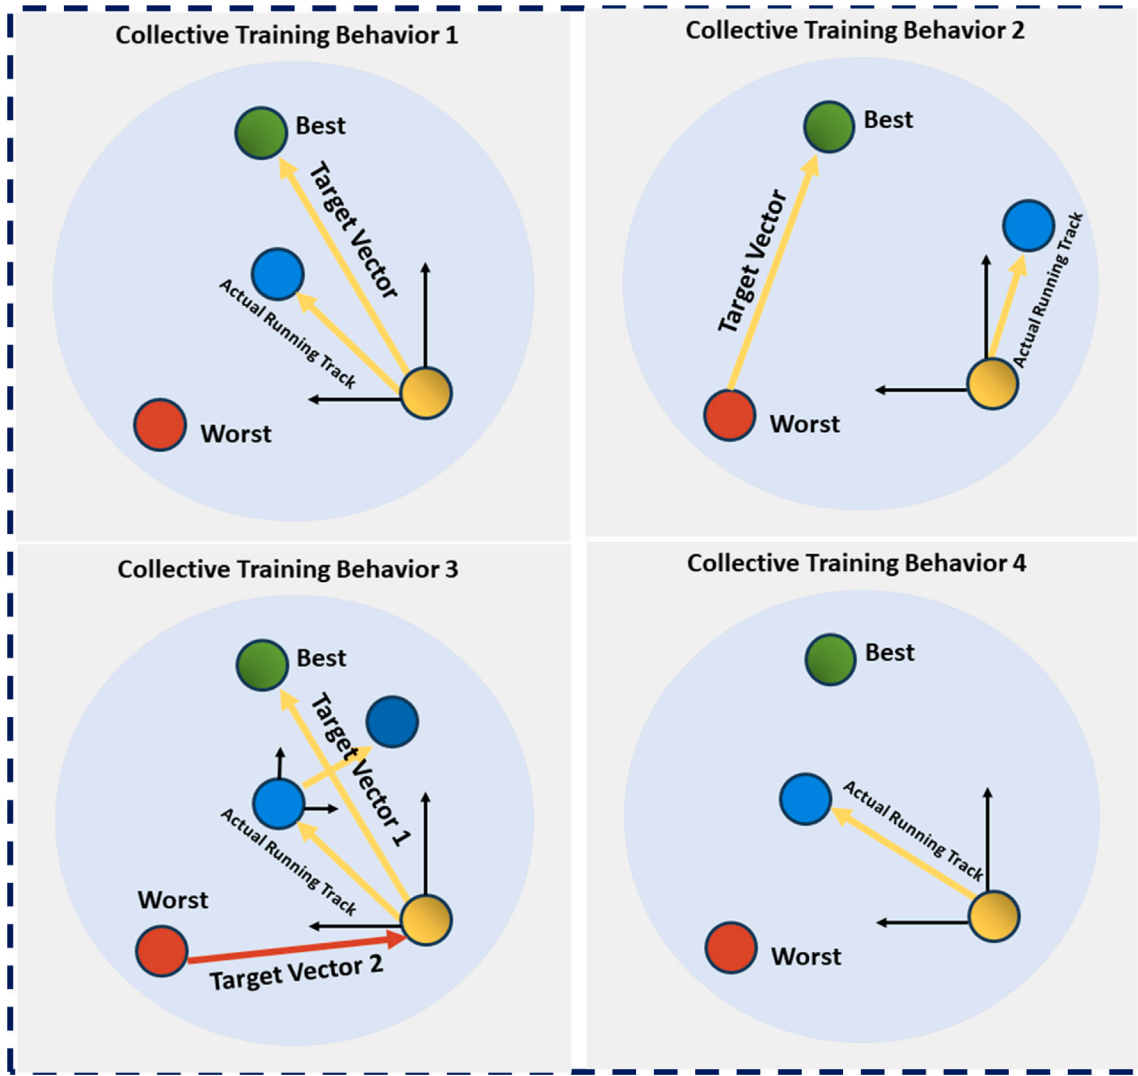 Collective Training Behavior 1
Best
Target Vector
Actual Running Track
Worst
Collective Training Behavior 2
Best
Target Vector
Actual Running Track
Worst
Collective Training Behavior 3
Best
Target Vector 1
Actual Running Track
Worst
Target Vector 2
Collective Training Behavior 4
Best
Actual Running Track
Worst